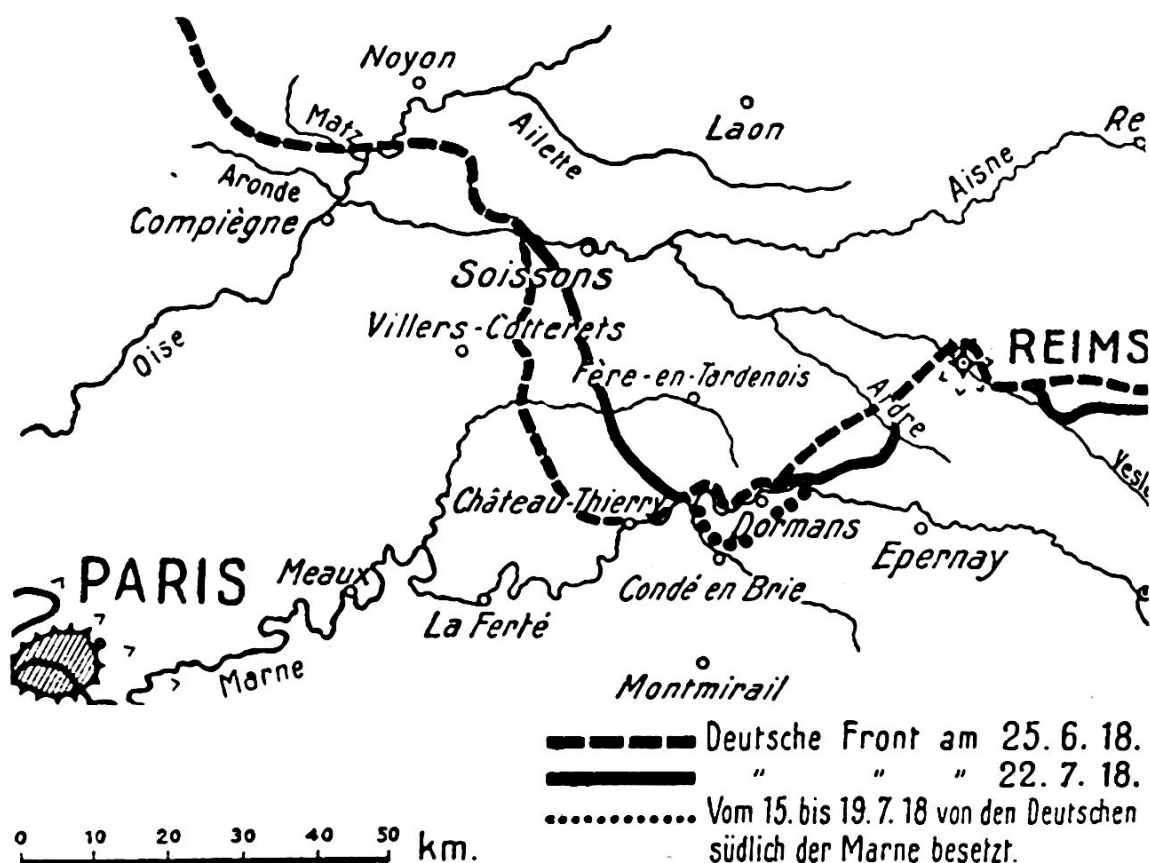 Noyon
Matz
Ailette
Laon
Re
Aisne
Aronde
Compiègne
Soissons
Oise
Villers-Cotterets
REIMS
Fère-en-Tardenois
Ardre
Vesle
Château-Thierry
Dormans
Epernay
PARIS
Meaux
Condé en Brie
La Ferté
Marne
Montmirail
Deutsche Front am 25.6.18.
" " " 22.7.18.
Vom 15. bis 19.7.18 von den Deutschen
südlich der Marne besetzt.
0 10 20 30 40 50 km.